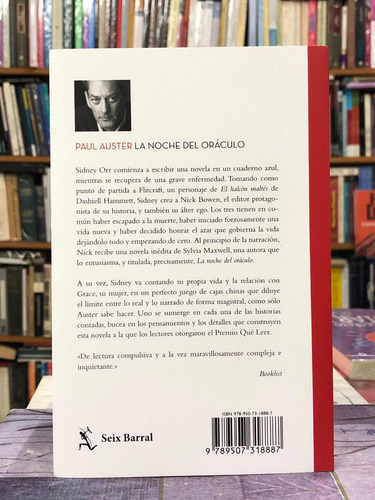 PAUL AUSTER LA NOCHE DEL ORÁCULO
Sidney Orr comienza a escribir una novela en un cuaderno azul,
mientras se recupera de una grave enfermedad. Tomando como
punto de partida a Flitcraft, un personaje de El halcón maltés de
Dashiell Hammett, Sidney crea a Nick Bowen, el editor protago-
nista de su historia, y también su álter ego. Los tres tienen en co-
mún haber escapado a la muerte, haber iniciado forzosamente una
vida nueva y haber decidido honrar el azar que gobierna la vida
dejándolo todo y empezando de cero. Al principio de la narración,
Nick recibe una novela inédita de Sylvia Maxwell, una autora que
lo entusiasma, y titulada, precisamente, La noche del oráculo.
A su vez, Sidney va contando su propia vida y la relación con
Grace, su mujer, en un perfecto juego de cajas chinas que diluye
el límite entre lo real y lo narrado de forma magistral, como sólo
Auster sabe hacer. Uno se sumerge en cada una de las historias
contadas, bucea en los pensamientos y los detalles que construyen
esta novela a la que los lectores otorgaron el Premio Qué Leer.
«De lectura compulsiva y a la vez maravillosamente compleja e
inquietante.»
Booklist
Seix Barral
ISBN 978-950-73-1888-7
9 789507 318887